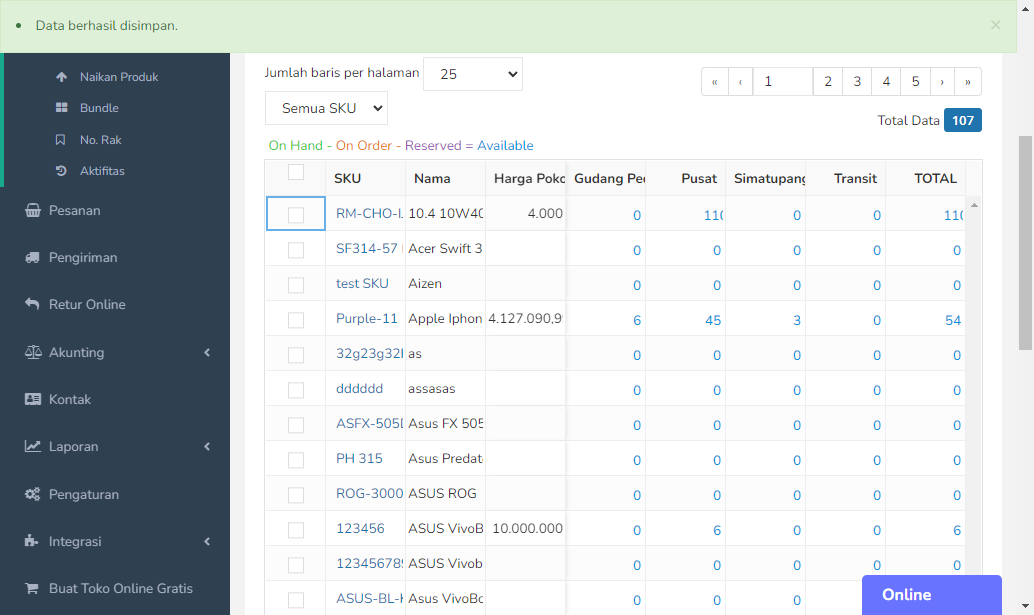 Data berhasil disimpan.
×
Naikan Produk
Bundle
No. Rak
Aktifitas
Pesanan
Pengiriman
Retur Online
Akunting
Kontak
Laporan
Pengaturan
Integrasi
Buat Toko Online Gratis
Jumlah baris per halaman 25
« ‹ 1 2 3 4 5 › »
Semua SKU
Total Data 107
On Hand - On Order - Reserved = Available
SKU Nama Harga Poko Gudang Pe Pusat Simatupang Transit TOTAL
RM-CHO-L 10.4 10W40 4.000 0 110 0 0 110
SF314-57 Acer Swift 3 0 0 0 0 0
test SKU Aizen 0 0 0 0 0
Purple-11 Apple Iphon 4.127.090,9 6 45 3 0 54
32g23g32 as 0 0 0 0 0
dddddd assasas 0 0 0 0 0
ASFX-505 Asus FX 505 0 0 0 0 0
PH 315 Asus Predat 0 0 0 0 0
ROG-3000 ASUS ROG 0 0 0 0 0
123456 ASUS VivoB 10.000.000 0 6 0 0 6
123456789 ASUS Vivob 0 0 0 0 0
ASUS-BL- Asus VivoBo 0 0 0
Online